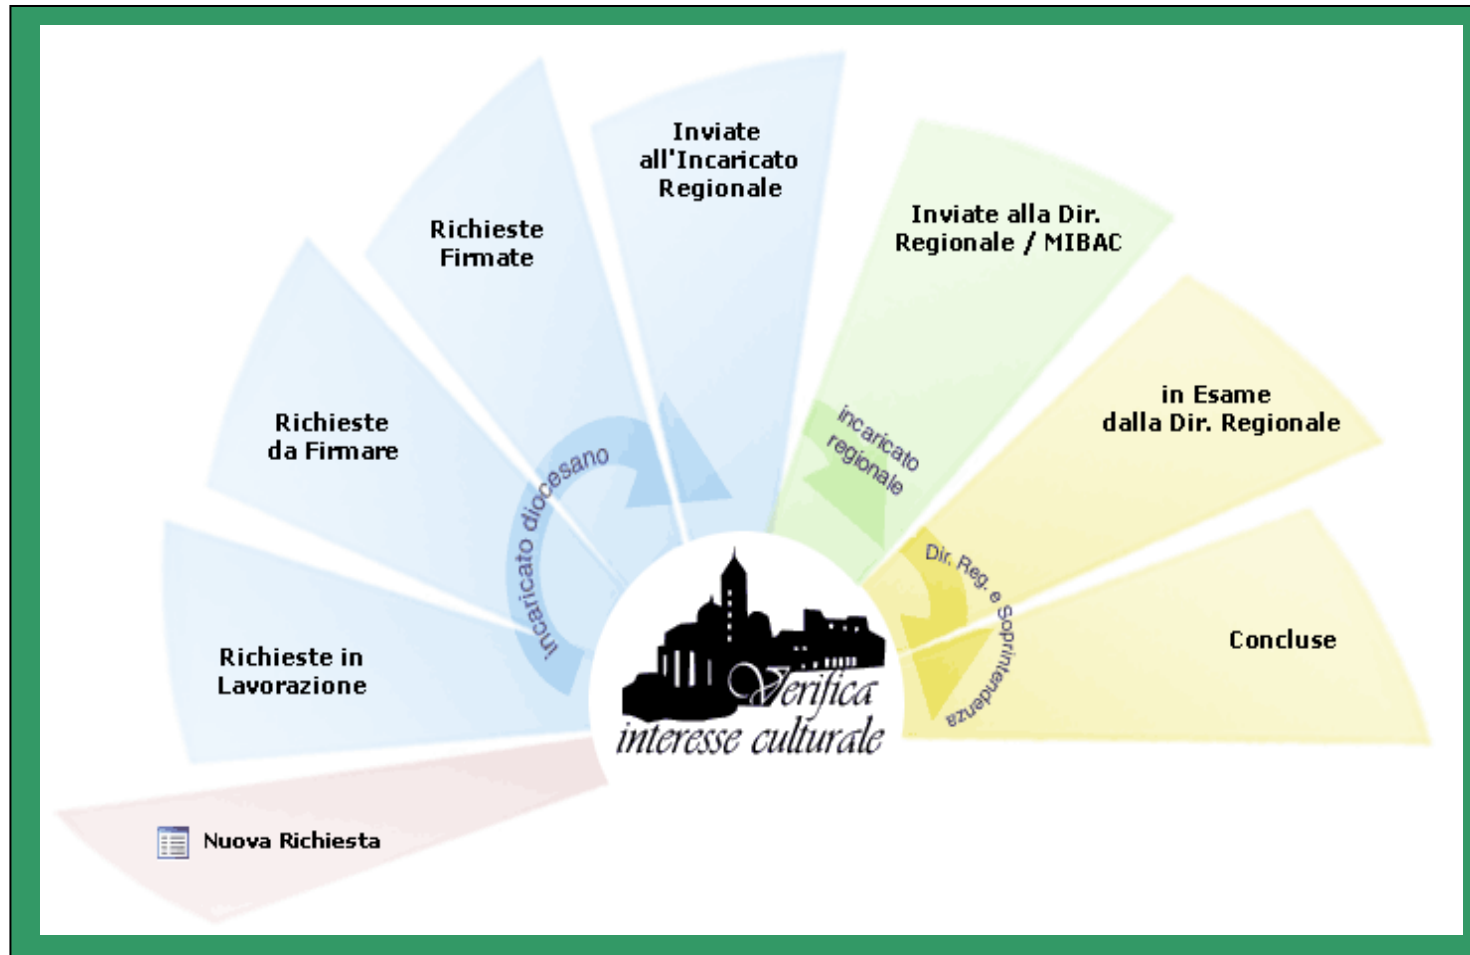 Inviate
all'Incaricato
Regionale
Inviate alla Dir.
Regionale / MIBAC
Richieste
Firmate
in Esame
dalla Dir. Regionale
Richieste
da Firmare
incaricato
regionale
incaricato diocesano
Dir. Reg. e Soprintendenza
Concluse
Richieste in
Lavorazione
Verifica
interesse culturale
Nuova Richiesta